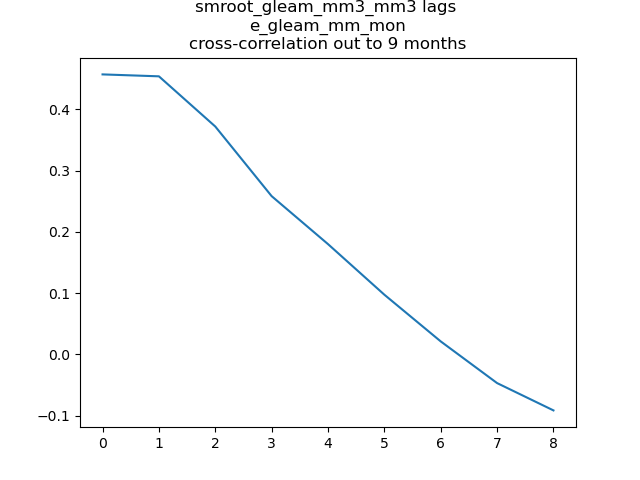 smroot_gleam_mm3_mm3 lags
e_gleam_mm_mon
cross-correlation out to 9 months
0.4
0.3
0.2
0.1
0.0
−0.1
0 1 2 3 4 5 6 7 8